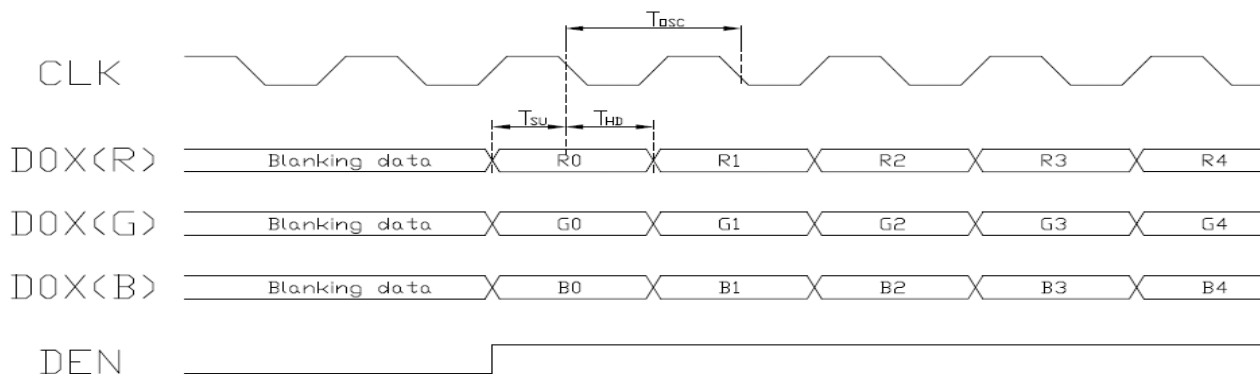 Tosc
CLK
TSU THD
DOX(R) Blanking data R0 R1 R2 R3 R4
DOX(G) Blanking data G0 G1 G2 G3 G4
DOX(B) Blanking data B0 B1 B2 B3 B4
DEN